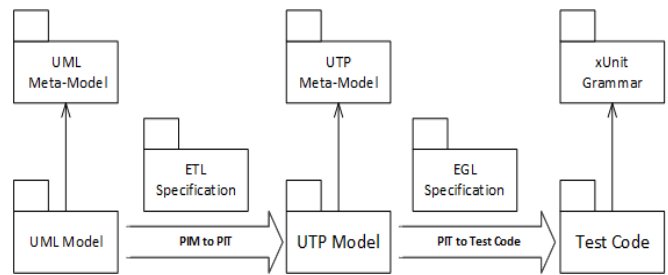 UML
Meta-Model
UTP
Meta-Model
xUnit
Grammar
ETL
Specification
EGL
Specification
UML Model
PIM to PIT
UTP Model
PIT to Test Code
Test Code